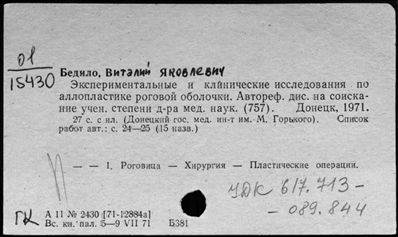 01
15430
Бедило, Виталий Яковлевич
Экспериментальные и клинические исследования по
аллопластике роговой оболочки. Автореф. дис. на соиска-
ние учен. степени д-ра мед. наук. (757). Донецк, 1971.
27 с. с ил. (Донецкий гос. мед. ин-т им. М. Горького). Список
работ авт.: с. 24—25 (15 назв.)
— — 1. Роговица — Хирургия — Пластические операции.
УДК 617.713-
-089.844
ГК
А 11 № 2430 [71-12884а]
Вс. кн. пал. 5—9 VII 71 Б381